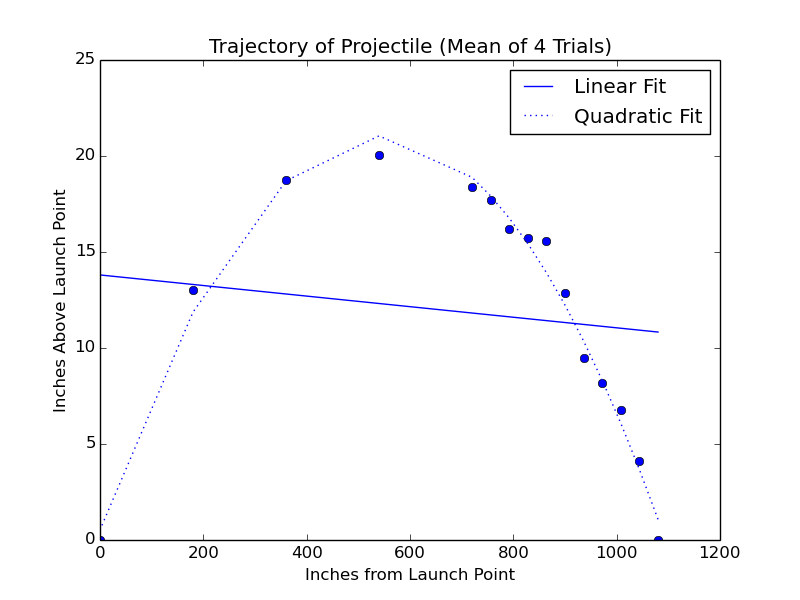 Trajectory of Projectile (Mean of 4 Trials)
Linear Fit
Quadratic Fit
25
20
15
10
5
0
Inches Above Launch Point
0 200 400 600 800 1000 1200
Inches from Launch Point